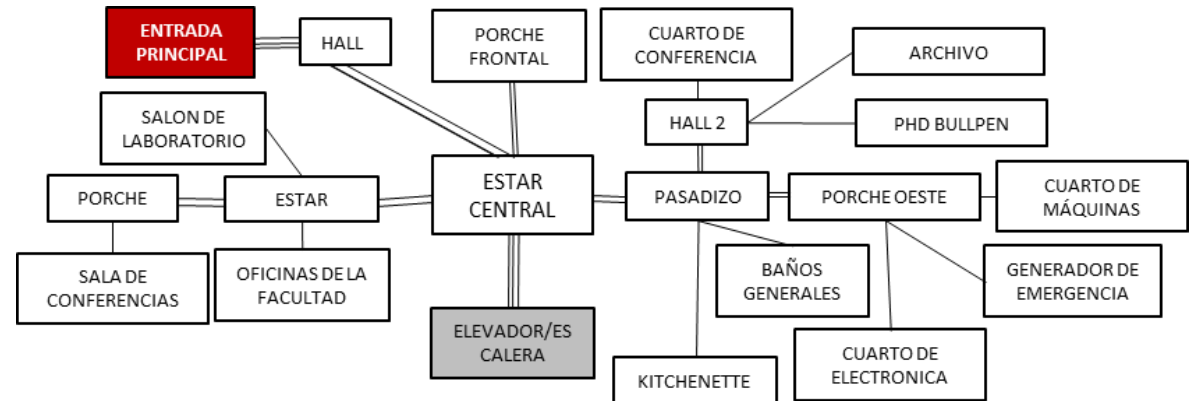 ENTRADA
PRINCIPAL
HALL
PORCHE
FRONTAL
CUARTO DE
CONFERENCIA
ARCHIVO
SALON DE
LABORATORIO
HALL 2
PHD BULLPEN
PORCHE
ESTAR
ESTAR
CENTRAL
PASADIZO
PORCHE OESTE
CUARTO DE
MÁQUINAS
SALA DE
CONFERENCIAS
OFICINAS DE LA
FACULTAD
BAÑOS
GENERALES
GENERADOR DE
EMERGENCIA
ELEVADOR/ES
CALERA
KITCHENETTE
CUARTO DE
ELECTRONICA